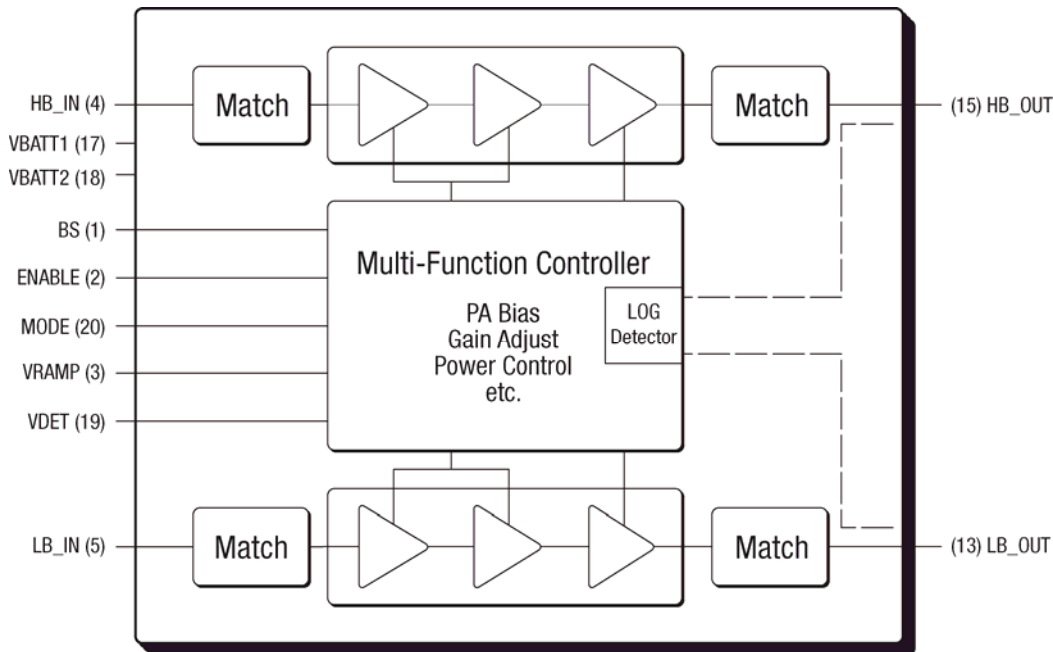 HB_IN (4)
Match
Match
(15) HB_OUT
VBATT1 (17)
VBATT2 (18)
BS (1)
ENABLE (2)
MODE (20)
VRAMP (3)
VDET (19)
Multi-Function Controller
PA Bias
Gain Adjust
Power Control
etc.
LOG
Detector
LB_IN (5)
Match
Match
(13) LB_OUT